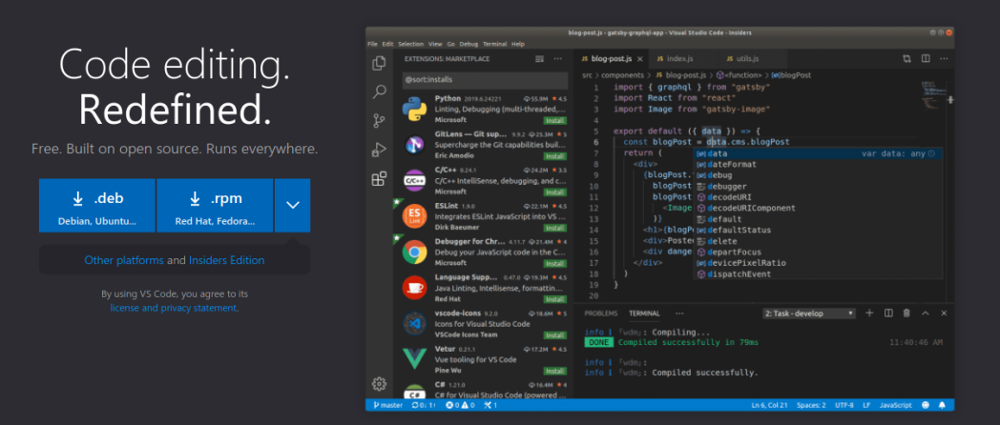 Code editing.
Redefined.
Free. Built on open source. Runs everywhere.
.deb
Debian, Ubuntu...
.rpm
Red Hat, Fedora...
Other platforms and Insiders Edition
By using VS Code, you agree to its
license and privacy statement.
blog-post.js - gatsby-graphql-app - Visual Studio Code - Insiders
File Edit Selection View Go Debug Terminal Help
EXTENSIONS: MARKETPLACE
@sort:installs
Python 2019.6.24221 55.9M 4.5
Linting, Debugging (multi-threaded,...
Microsoft Install
GitLens — Git sup... 9.9.2 25.3M 5
Supercharge the Git capabilities buil...
Eric Amodio Install
C/C++ 0.24.1 24.2M 3.5
C/C++ IntelliSense, debugging, and c...
Microsoft Install
ESLint 1.9.0 22.1M 4.5
Integrates ESLint JavaScript into VS ...
Dirk Baeumer Install
Debugger for Chr... 4.11.7 21.4M 4
Debug your JavaScript code in the C...
Microsoft Install
Language Supp... 0.47.0 19.3M 4.5
Java Linting, Intellisense, formattin...
Red Hat Install
vscode-icons 9.2.0 18.6M 5
Icons for Visual Studio Code
VSCode Icons Team Install
Vetur 0.21.1 17.2M 4.5
Vue tooling for VS Code
Pine Wu Install
C# 1.21.0 16.4M 4
C# for Visual Studio Code (powered ...
C/C++
ES
Lint
C#
JS blog-post.js × JS index.js JS utils.js
src > components > JS blog-post.js > <function> > blogPost
1 import { graphql } from "gatsby"
2 import React from "react"
3 import Image from "gatsby-image"
4
5 export default ({ data }) => {
6 const blogPost = data.cms.blogPost
7 return (
8 <div>
9 {blogPost.
10 blogPo
11 blogPo
12 <Image
13 )}
14 <h1>{blogP
15 <div>Poste
16 <div dange
17 </div>
18 )
19 }
20
data var data: any
dateFormat
debug
debugger
decodeURI
decodeURIComponent
default
defaultStatus
delete
departFocus
devicePixelRatio
dispatchEvent
PROBLEMS TERMINAL ... 2: Task - develop
info i ｢wdm｣: Compiling...
DONE Compiled successfully in 79ms 11:40:46 AM
info i ｢wdm｣:
info i ｢wdm｣: Compiled successfully.
master 0↓ 1↑ 0 0 1 Ln 6, Col 21 Spaces: 2 UTF-8 LF JavaScript